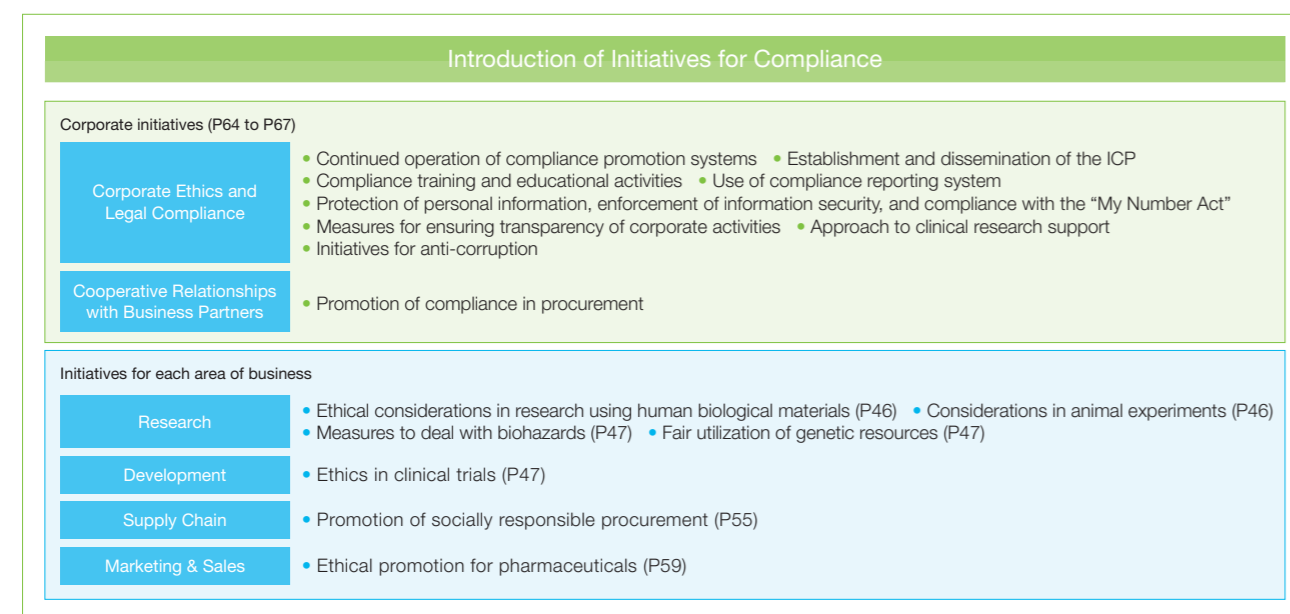 Introduction of Initiatives for Compliance
Corporate initiatives (P64 to P67)
Corporate Ethics and
Legal Compliance
• Continued operation of compliance promotion systems • Establishment and dissemination of the ICP
• Compliance training and educational activities • Use of compliance reporting system
• Protection of personal information, enforcement of information security, and compliance with the “My Number Act”
• Measures for ensuring transparency of corporate activities • Approach to clinical research support
• Initiatives for anti-corruption
Cooperative Relationships
with Business Partners
• Promotion of compliance in procurement
Initiatives for each area of business
Research
• Ethical considerations in research using human biological materials (P46) • Considerations in animal experiments (P46)
• Measures to deal with biohazards (P47) • Fair utilization of genetic resources (P47)
Development
• Ethics in clinical trials (P47)
Supply Chain
• Promotion of socially responsible procurement (P55)
Marketing & Sales
• Ethical promotion for pharmaceuticals (P59)